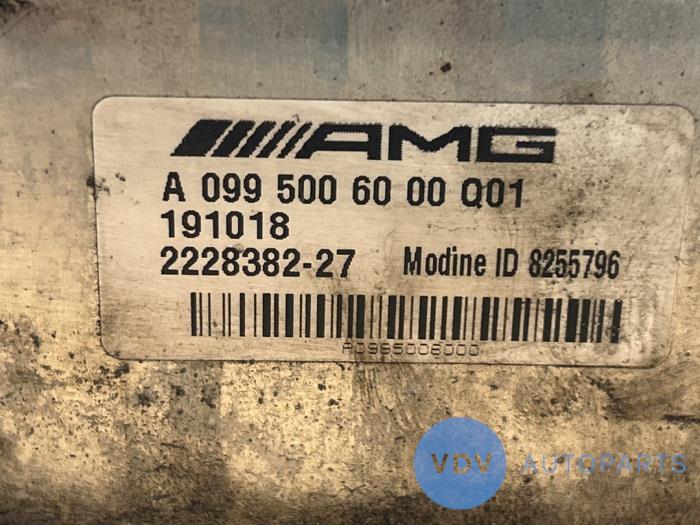 AMG
A 099 500 60 00 Q01
191018
2228382-27 Modine ID 8255796
A0995006000
VDV AUTOPARTS